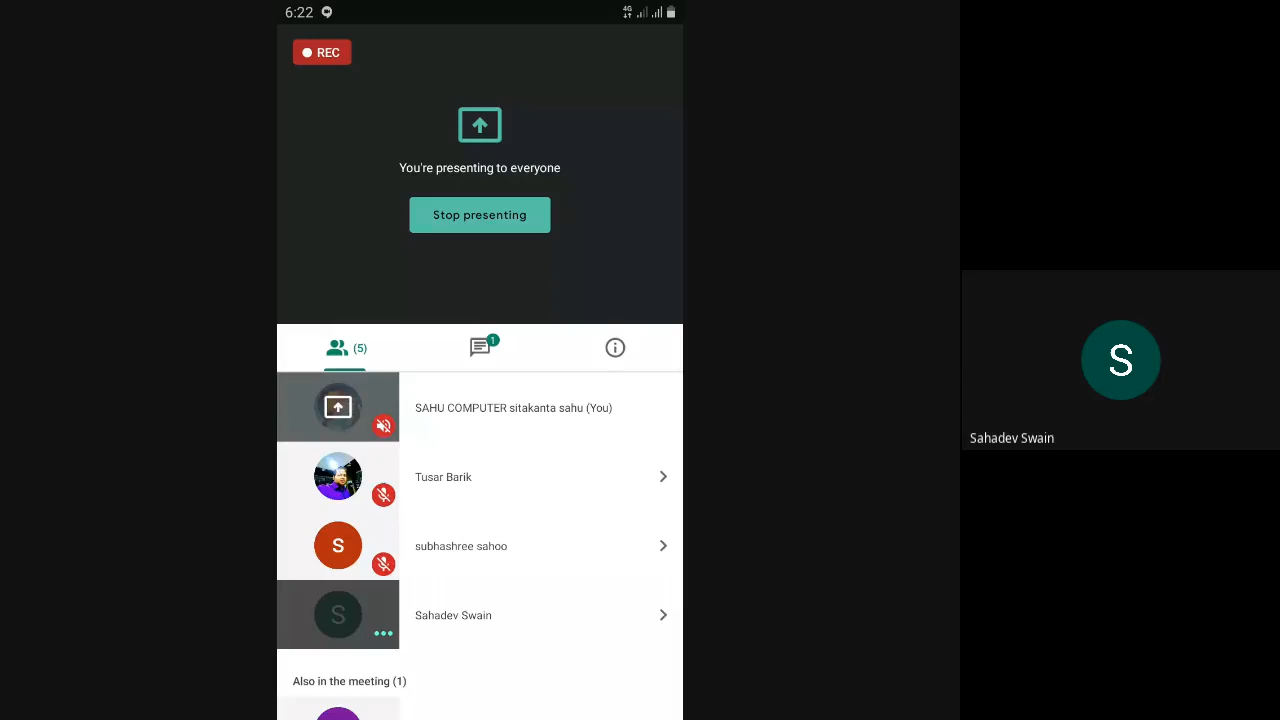 6:22
4G
REC
You're presenting to everyone
Stop presenting
(5)
1
SAHU COMPUTER sitakanta sahu (You)
Tusar Barik
S
subhashree sahoo
S
Sahadev Swain
Also in the meeting (1)
S
Sahadev Swain